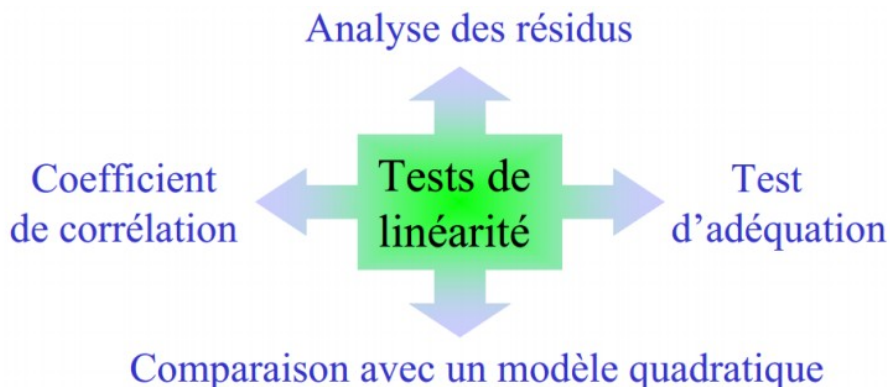 Analyse des résidus
Coefficient
de corrélation
Tests de
linéarité
Test
d’adéquation
Comparaison avec un modèle quadratique